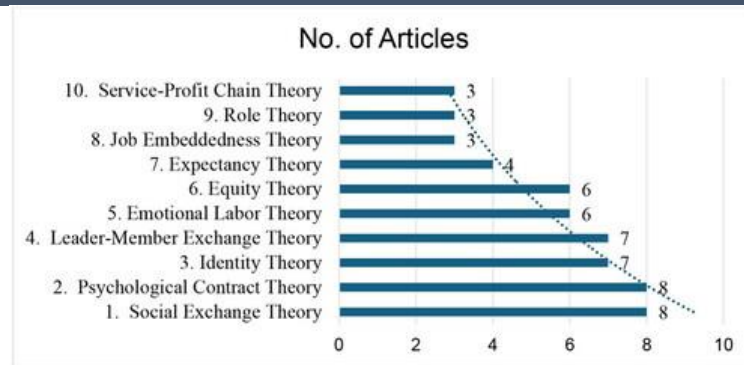 No. of Articles
10. Service-Profit Chain Theory 3
9. Role Theory 3
8. Job Embeddedness Theory 3
7. Expectancy Theory 4
6. Equity Theory 6
5. Emotional Labor Theory 6
4. Leader-Member Exchange Theory 7
3. Identity Theory 7
2. Psychological Contract Theory 8
1. Social Exchange Theory 8
0 2 4 6 8 10